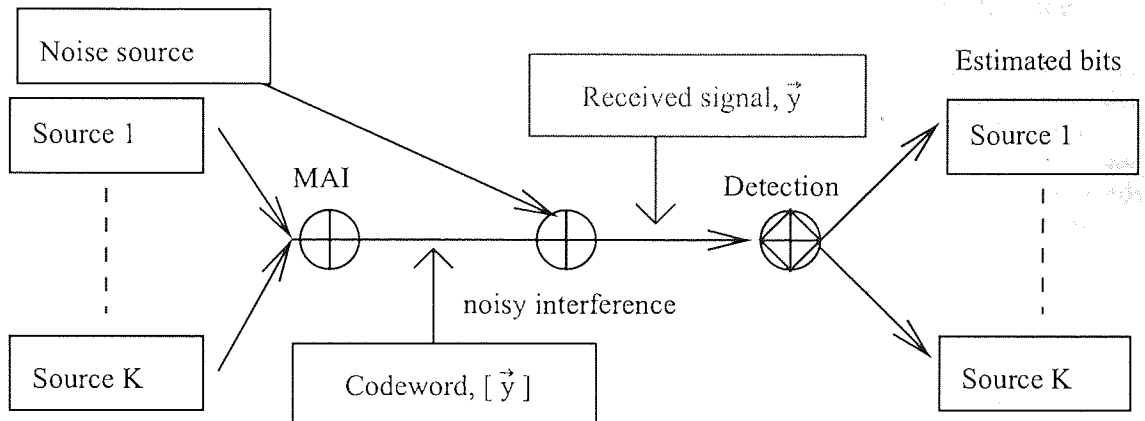 Noise source
Estimated bits
Received signal, y⃗
Source 1
Source 1
MAI
Detection
noisy interference
Source K
Codeword, [ y⃗ ]
Source K